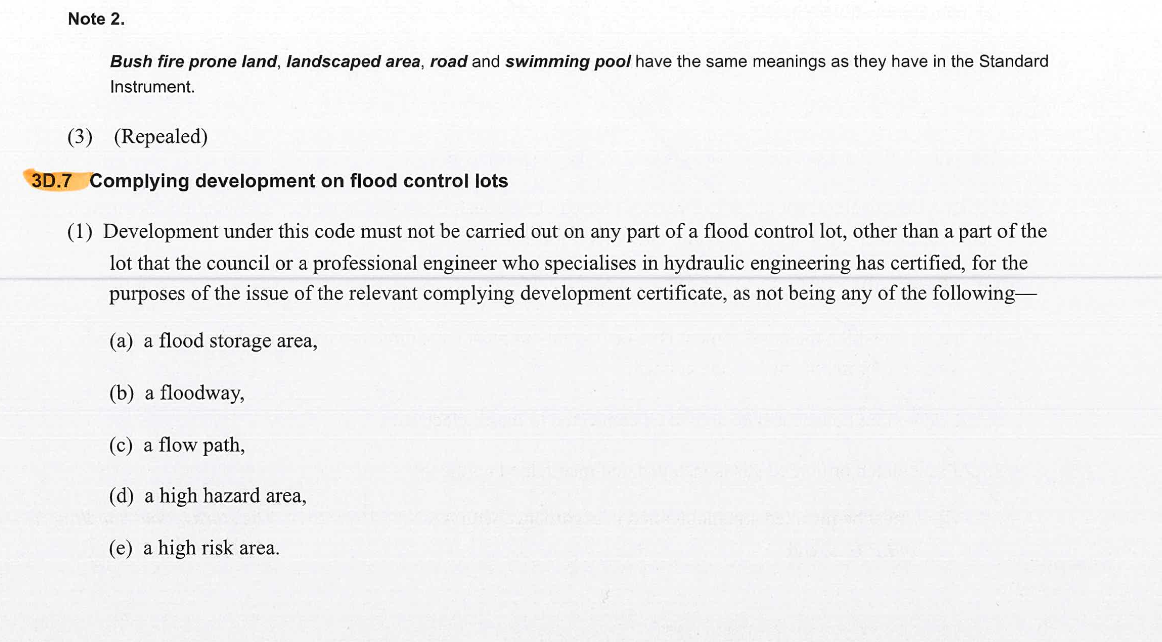 Note 2.
Bush fire prone land, landscaped area, road and swimming pool have the same meanings as they have in the Standard
Instrument.
(3) (Repealed)
3D.7 Complying development on flood control lots
(1) Development under this code must not be carried out on any part of a flood control lot, other than a part of the
lot that the council or a professional engineer who specialises in hydraulic engineering has certified, for the
purposes of the issue of the relevant complying development certificate, as not being any of the following—
(a) a flood storage area,
(b) a floodway,
(c) a flow path,
(d) a high hazard area,
(e) a high risk area.